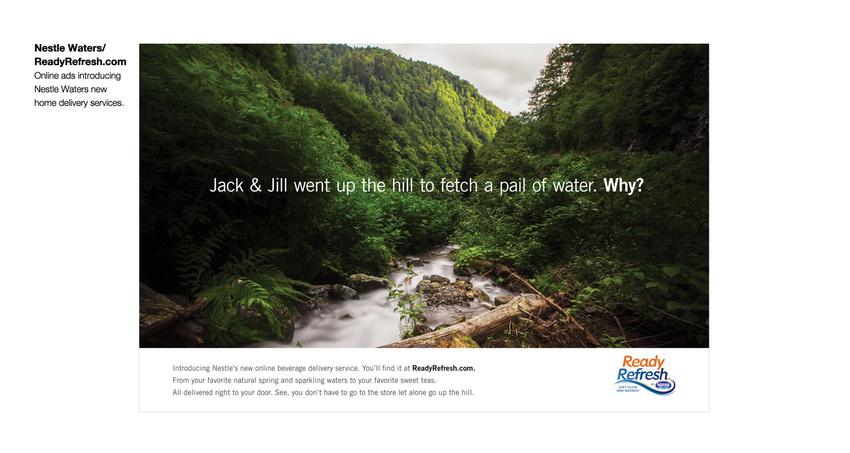 Nestle Waters/
ReadyRefresh.com
Online ads introducing
Nestle Waters new
home delivery services.
Jack & Jill went up the hill to fetch a pail of water. Why?
Introducing Nestle's new online beverage delivery service. You'll find it at ReadyRefresh.com.
From your favorite natural spring and sparkling waters to your favorite sweet teas.
All delivered right to your door. See, you don't have to go to the store let alone go up the hill.
Ready
Refresh
BY
JUST CLICK
AND QUENCH